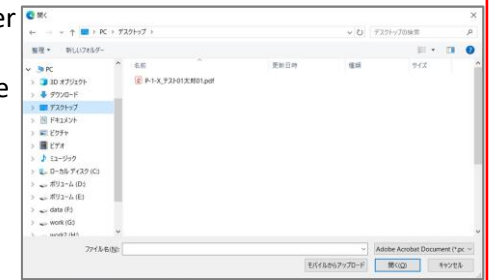 er
e
開く
PC › デスクトップ ›
デスクトップの検索
整理 新しいフォルダー
名前 更新日時 種類 サイズ
PC
3D オブジェクト
ダウンロード
デスクトップ
ドキュメント
ピクチャ
ビデオ
ミュージック
ローカル ディスク (C:)
ボリューム (D:)
ボリューム (E:)
data (F:)
work (G:)
work2 (H:)
P-1-X_テスト01太郎01.pdf
ファイル名(N):
Adobe Acrobat Document (*.pc
モバイルからアップロード 開く(O) キャンセル